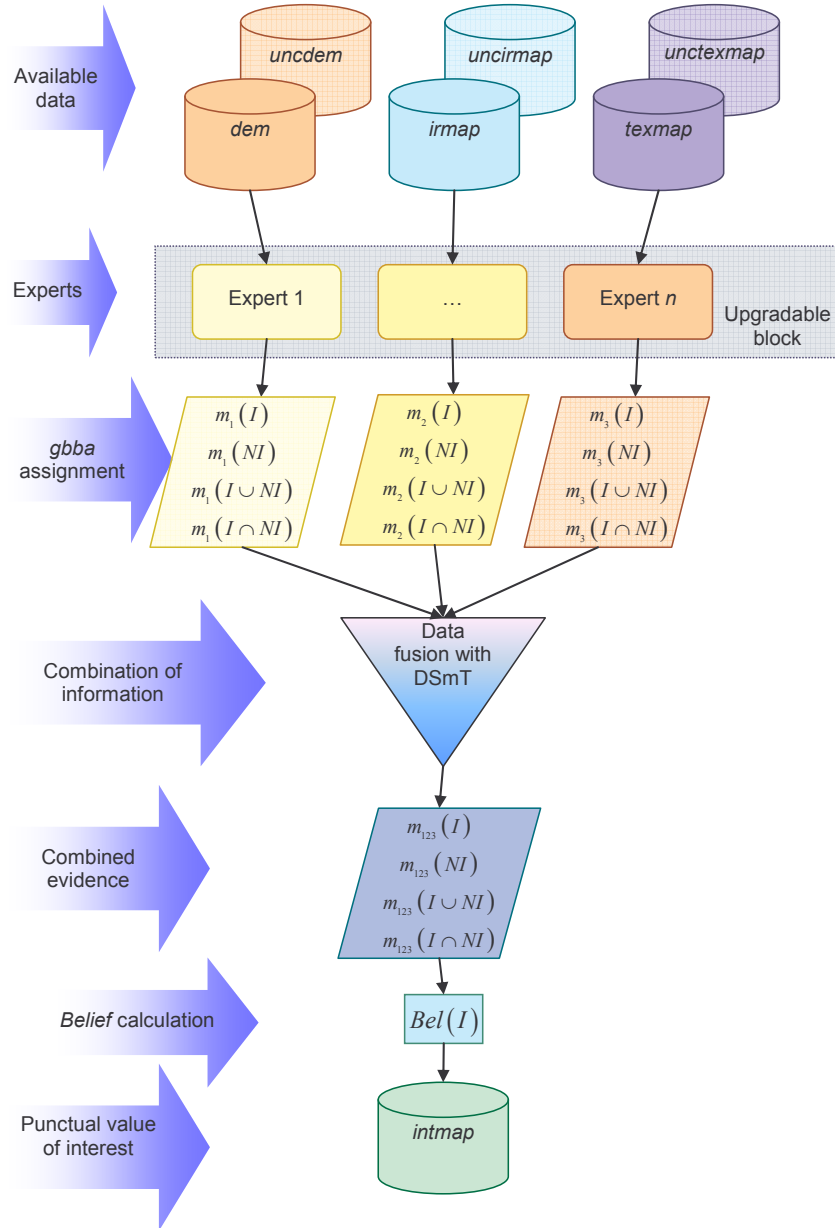 Available
data
uncdem
uncirmap
unctexmap
dem
irmap
texmap
Experts
Expert 1
...
Expert n
Upgradable
block
gbba
assignment
m₁(I)
m₁(NI)
m₁(I ∪ NI)
m₁(I ∩ NI)
m₂(I)
m₂(NI)
m₂(I ∪ NI)
m₂(I ∩ NI)
m₃(I)
m₃(NI)
m₃(I ∪ NI)
m₃(I ∩ NI)
Combination of
information
Data
fusion with
DSmT
Combined
evidence
m₁₂₃(I)
m₁₂₃(NI)
m₁₂₃(I ∪ NI)
m₁₂₃(I ∩ NI)
Belief calculation
Bel(I)
Punctual value
of interest
intmap